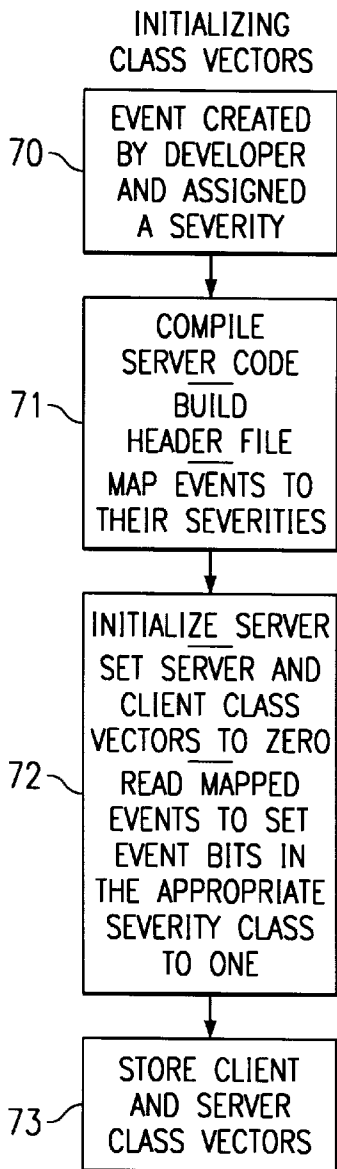 INITIALIZING
CLASS VECTORS
70
EVENT CREATED
BY DEVELOPER
AND ASSIGNED
A SEVERITY
71
COMPILE
SERVER CODE
BUILD
HEADER FILE
MAP EVENTS TO
THEIR SEVERITIES
72
INITIALIZE SERVER
SET SERVER AND
CLIENT CLASS
VECTORS TO ZERO
READ MAPPED
EVENTS TO SET
EVENT BITS IN
THE APPROPRIATE
SEVERITY CLASS
TO ONE
73
STORE CLIENT
AND SERVER
CLASS VECTORS